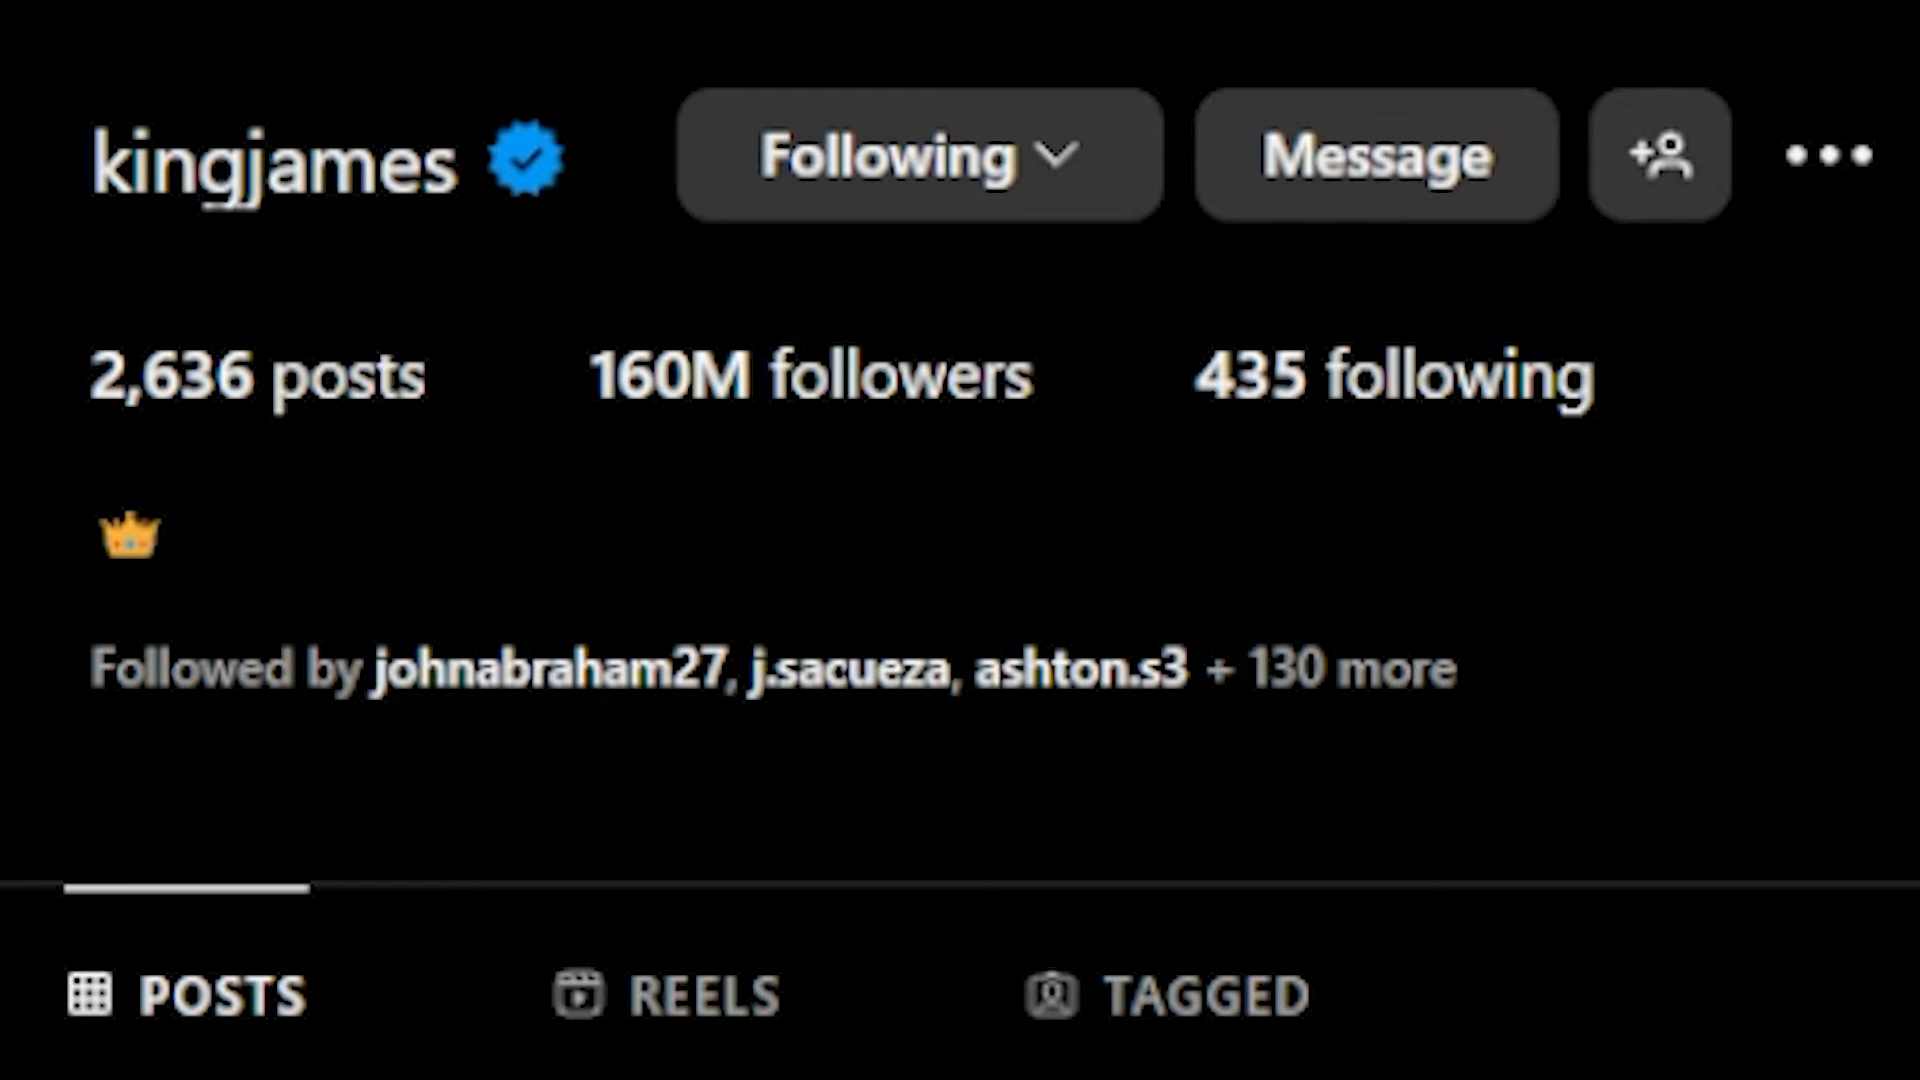 kingjames Following Message
2,636 posts 160M followers 435 following
👑
Followed by johnabraham27, j.sacueza, ashton.s3 + 130 more
POSTS REELS TAGGED